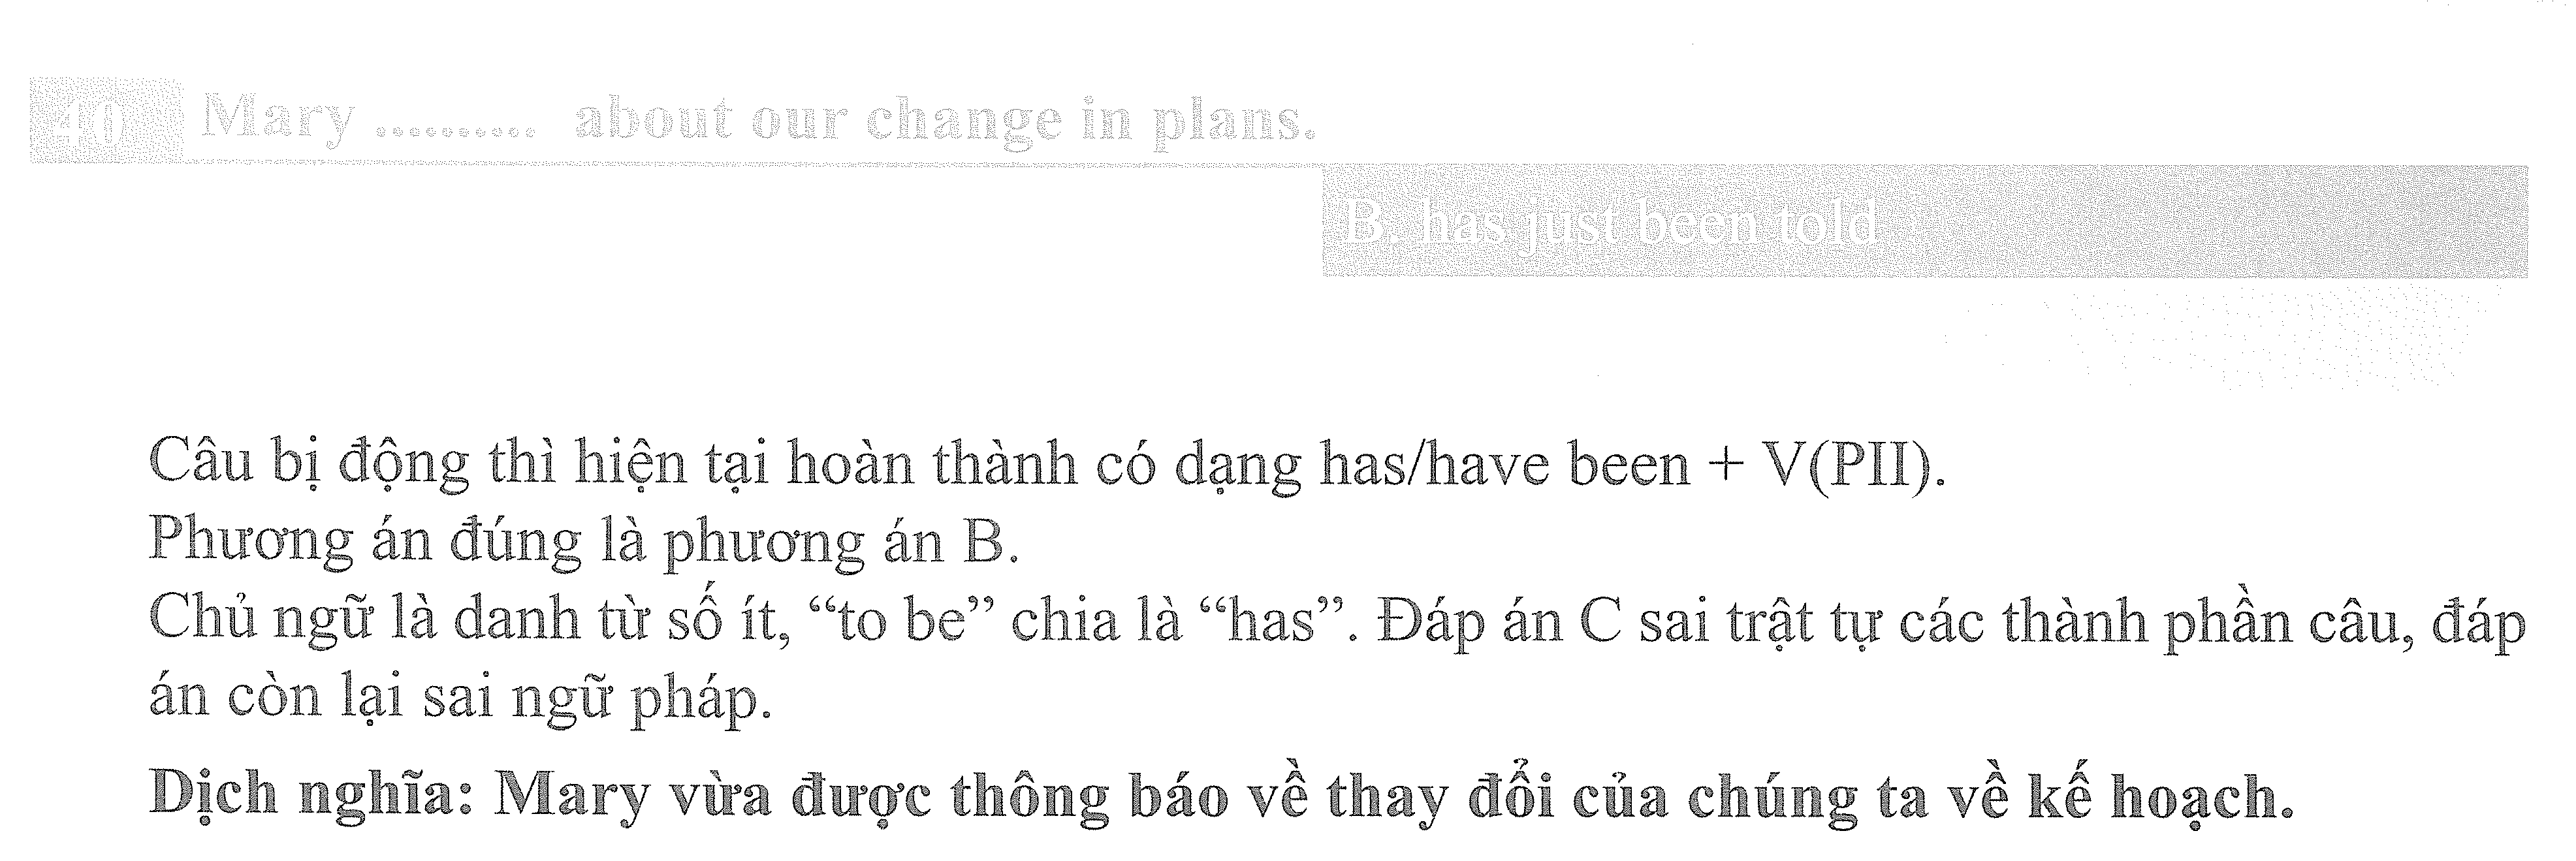 40 Mary .......... about our change in plans.
B. has just been told
Câu bị động thì hiện tại hoàn thành có dạng has/have been + V(PII).
Phương án đúng là phương án B.
Chủ ngữ là danh từ số ít, “to be” chia là “has”. Đáp án C sai trật tự các thành phần câu, đáp
án còn lại sai ngữ pháp.
Dịch nghĩa: Mary vừa được thông báo về thay đổi của chúng ta về kế hoạch.